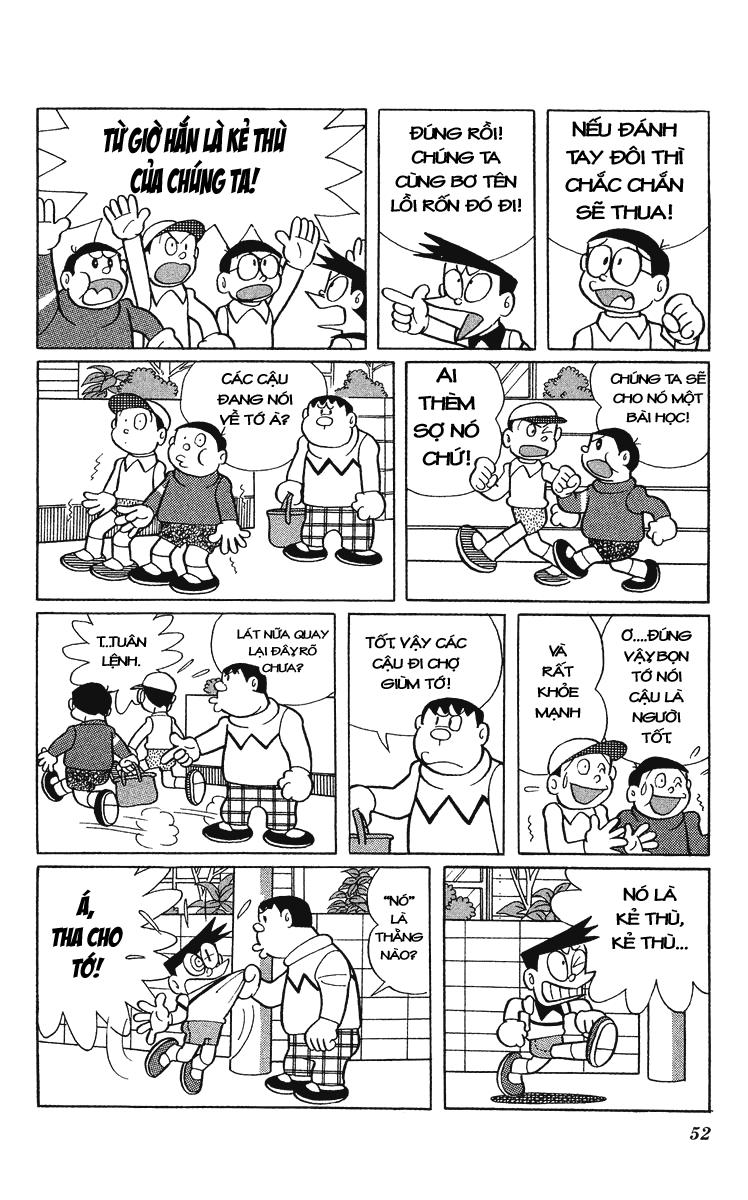 NẾU ĐÁNH
TAY ĐÔI THÌ
CHẮC CHẮN
SẼ THUA!
ĐÚNG RỒI!
CHÚNG TA
CÙNG BƠ TÊN
LỒI RỐN ĐÓ ĐI!
TỪ GIỜ HẮN LÀ KẺ THÙ
CỦA CHÚNG TA!
CHÚNG TA SẼ
CHO NÓ MỘT
BÀI HỌC!
AI
THÈM
SỢ NÓ
CHỨ!
CÁC CẬU
ĐANG NÓI
VỀ TỚ À?
Ơ....ĐÚNG
VẬY, BỌN
TỚ NÓI
CẬU LÀ
NGƯỜI
TỐT,
VÀ
RẤT
KHỎE
MẠNH
TỐT, VẬY CÁC
CẬU ĐI CHỢ
GIÙM TỚ!
LÁT NỮA QUAY
LẠI ĐÂY RÕ
CHƯA?
T..TUÂN
LỆNH.
NÓ LÀ
KẺ THÙ,
KẺ THÙ...
“NÓ”
LÀ
THẰNG
NÀO?
Á,
THA CHO
TỚ!
52